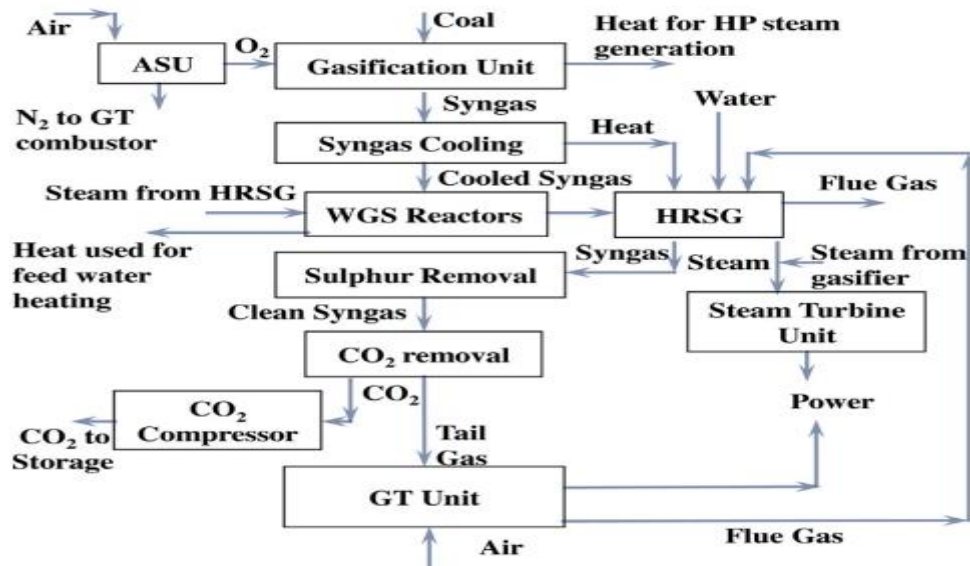 Air
Coal
Heat for HP steam
generation
O₂
ASU
Gasification Unit
N₂ to GT
combustor
Syngas
Water
Syngas Cooling
Heat
Cooled Syngas
Steam from HRSG
WGS Reactors
HRSG
Flue Gas
Heat used for
feed water
heating
Syngas
Steam
Steam from
gasifier
Sulphur Removal
Clean Syngas
Steam Turbine
Unit
CO₂ removal
CO₂
Power
CO₂
Compressor
CO₂ to
Storage
Tail
Gas
GT Unit
Air
Flue Gas